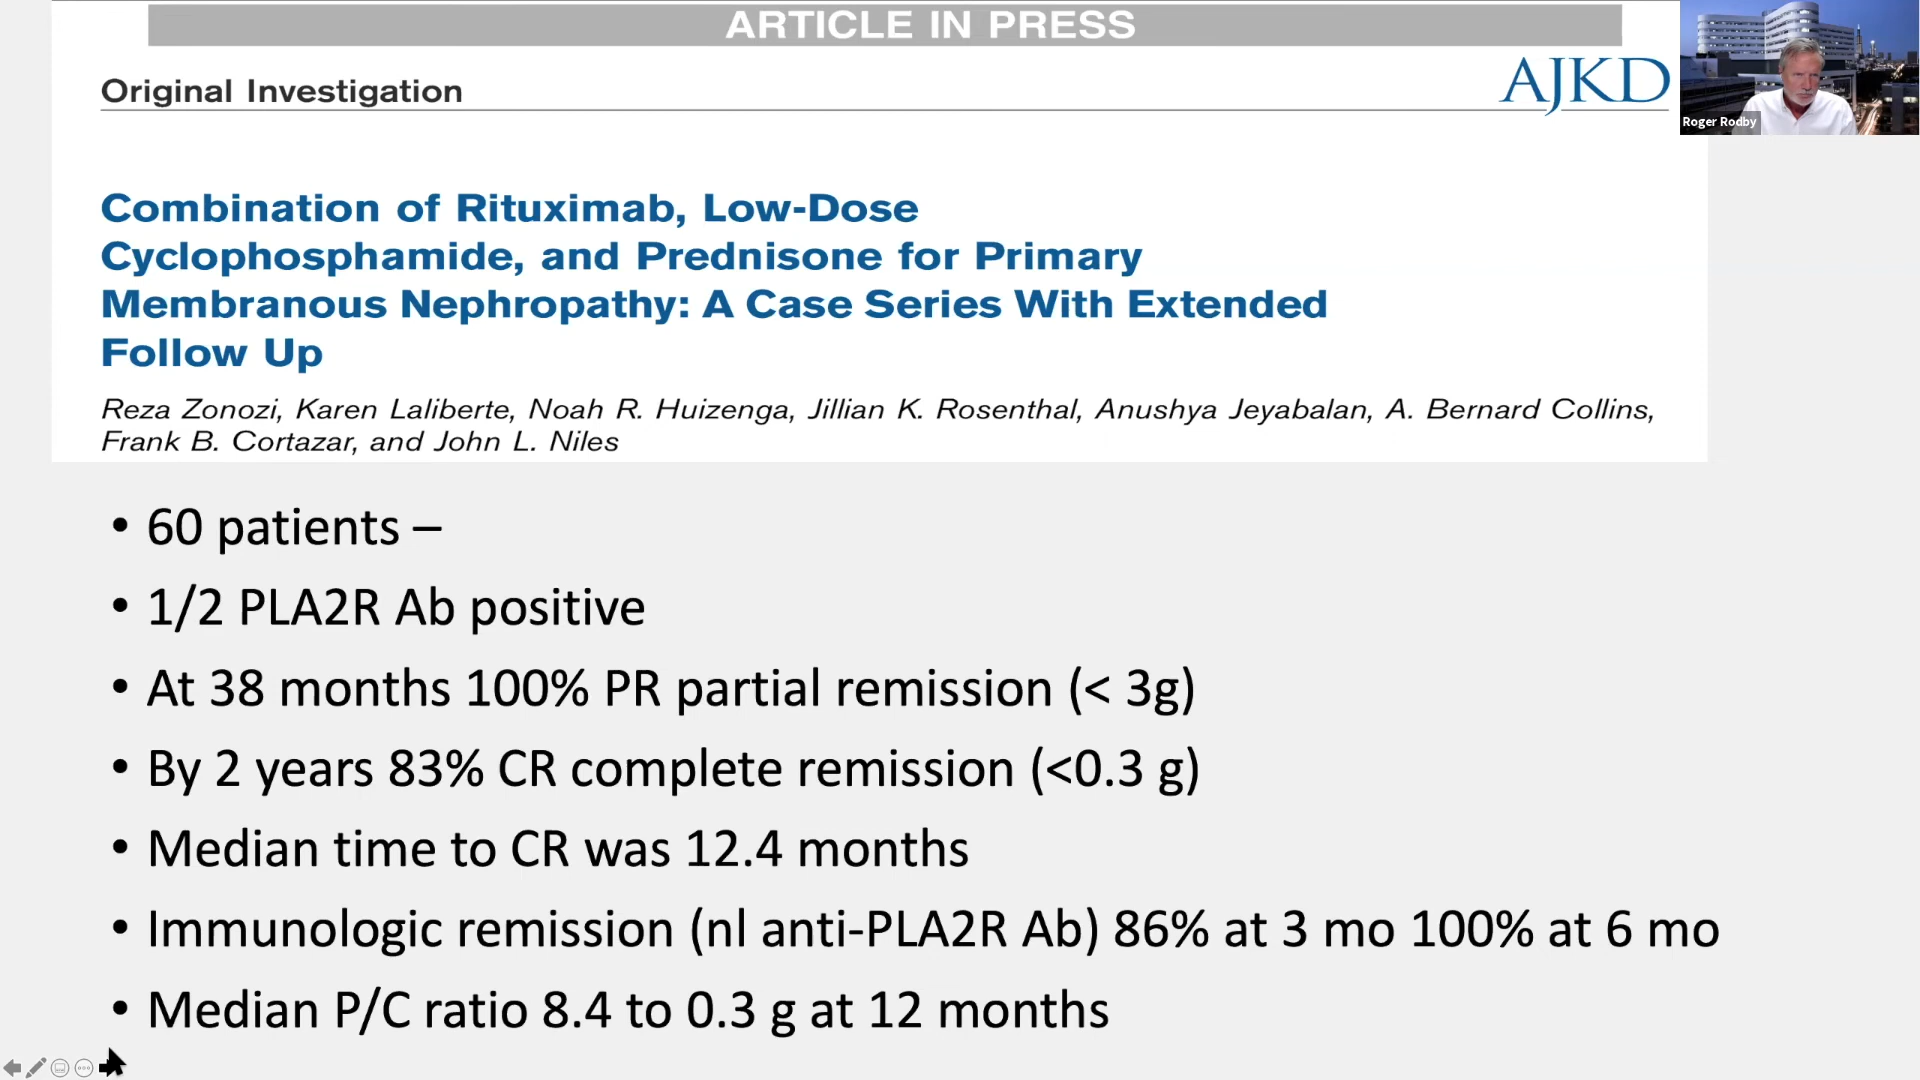 ARTICLE IN PRESS
Original Investigation
AJKD
Roger Rodby
Combination of Rituximab, Low-Dose
Cyclophosphamide, and Prednisone for Primary
Membranous Nephropathy: A Case Series With Extended
Follow Up
Reza Zonozi, Karen Laliberte, Noah R. Huizenga, Jillian K. Rosenthal, Anushya Jeyabalan, A. Bernard Collins,
Frank B. Cortazar, and John L. Niles
• 60 patients –
• 1/2 PLA2R Ab positive
• At 38 months 100% PR partial remission (< 3g)
• By 2 years 83% CR complete remission (<0.3 g)
• Median time to CR was 12.4 months
• Immunologic remission (nl anti-PLA2R Ab) 86% at 3 mo 100% at 6 mo
• Median P/C ratio 8.4 to 0.3 g at 12 months